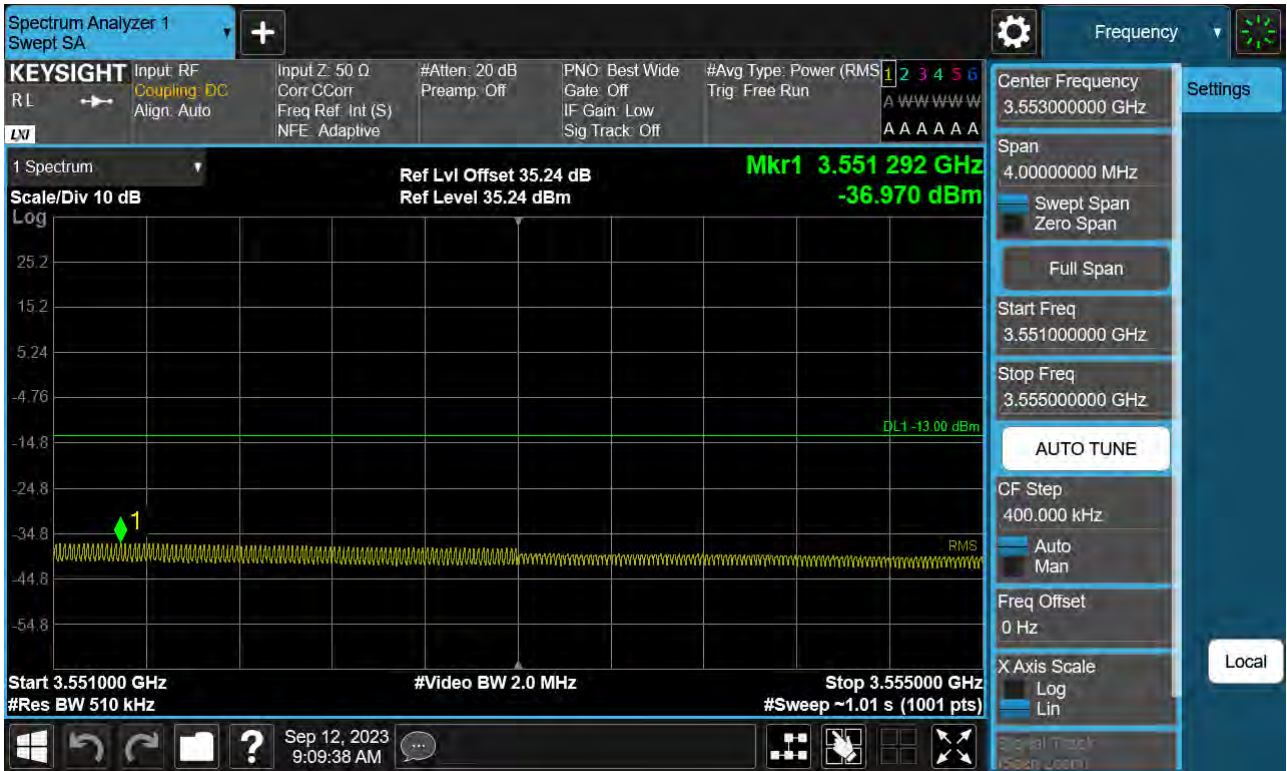 Spectrum Analyzer 1
Swept SA
Frequency
KEYSIGHT
RL
LXI
Input: RF
Coupling: DC
Align: Auto
Input Z: 50 Ω
Corr CCorr
Freq Ref: Int (S)
NFE: Adaptive
#Atten: 20 dB
Preamp: Off
PNO: Best Wide
Gate: Off
IF Gain: Low
Sig Track: Off
#Avg Type: Power (RMS
Trig: Free Run
1 2 3 4 5 6
A W W W W W
A A A A A A
1 Spectrum
Scale/Div 10 dB
Log
Ref Lvl Offset 35.24 dB
Ref Level 35.24 dBm
Mkr1 3.551 292 GHz
-36.970 dBm
25.2
15.2
5.24
-4.76
-14.8
-24.8
-34.8
-44.8
-54.8
DL1 -13.00 dBm
1
RMS
Start 3.551000 GHz
#Res BW 510 kHz
#Video BW 2.0 MHz
Stop 3.555000 GHz
#Sweep ~1.01 s (1001 pts)
Center Frequency
3.553000000 GHz
Settings
Span
4.00000000 MHz
Swept Span
Zero Span
Full Span
Start Freq
3.551000000 GHz
Stop Freq
3.555000000 GHz
AUTO TUNE
CF Step
400.000 kHz
Auto
Man
Freq Offset
0 Hz
X Axis Scale
Log
Lin
Local
Signal Track
(Span Zoom)
?
Sep 12, 2023
9:09:38 AM